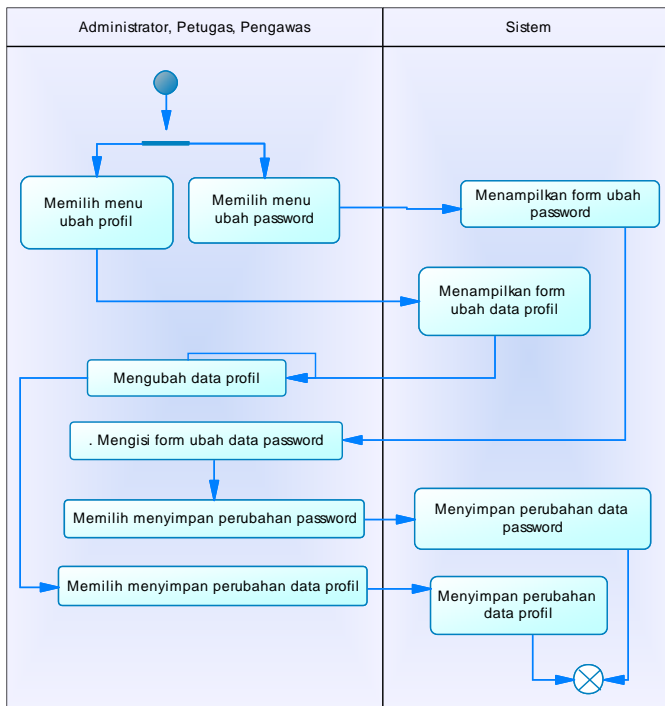 Administrator, Petugas, Pengawas
Sistem
Memilih menu
ubah profil
Memilih menu
ubah password
Menampilkan form ubah
password
Menampilkan form
ubah data profil
Mengubah data profil
. Mengisi form ubah data password
Memilih menyimpan perubahan password
Menyimpan perubahan data
password
Memilih menyimpan perubahan data profil
Menyimpan perubahan
data profil